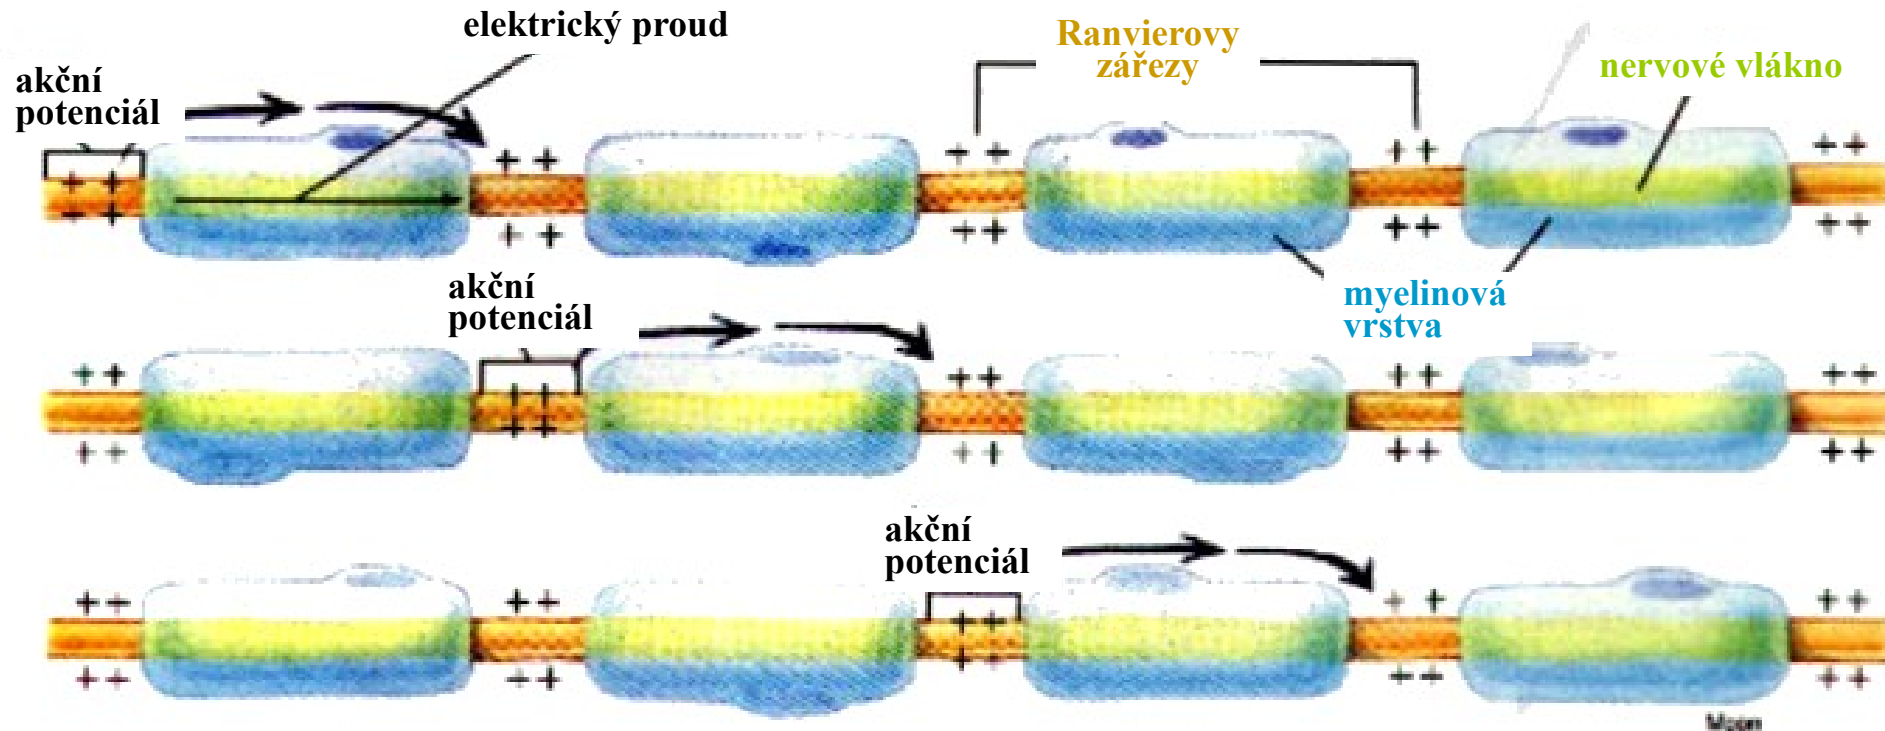 elektrický proud
akční
potenciál
Ranvierovy
zářezy
nervové vlákno
myelinová
vrstva
akční
potenciál
akční
potenciál